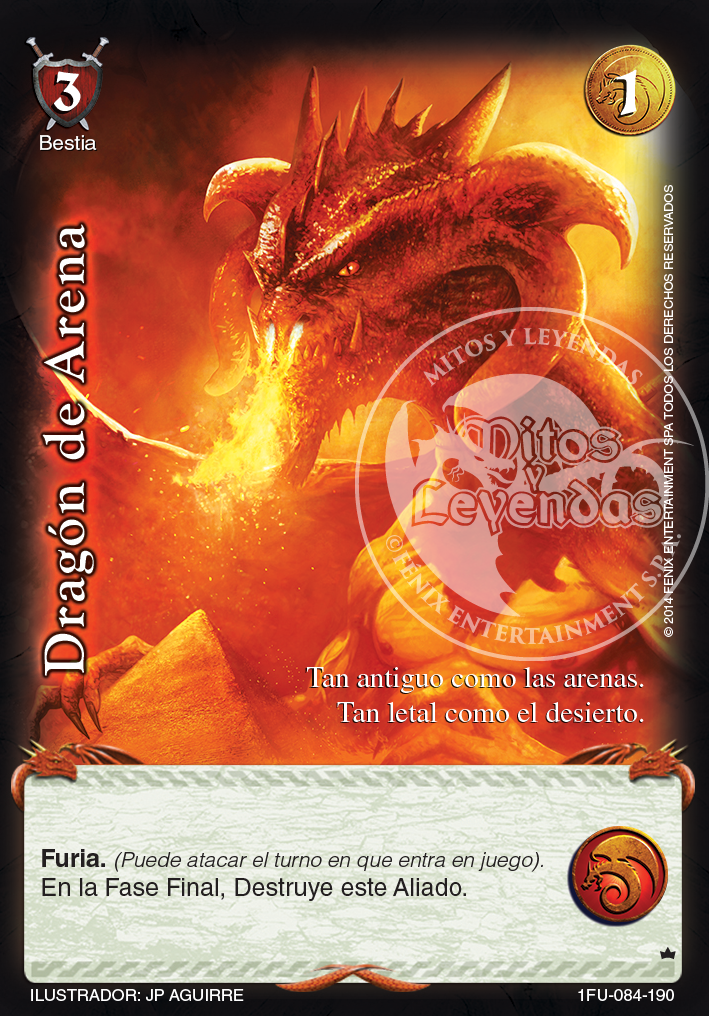 3
Bestia
1
Dragón de Arena
© 2014 FENIX ENTERTAINMENT SPA TODOS LOS DERECHOS RESERVADOS
MITOS Y LEYENDAS
Mitos
y
Leyendas
© FENIX ENTERTAINMENT S.P.A.
Tan antiguo como las arenas.
Tan letal como el desierto.
Furia. (Puede atacar el turno en que entra en juego).
En la Fase Final, Destruye este Aliado.
ILUSTRADOR: JP AGUIRRE
1FU-084-190